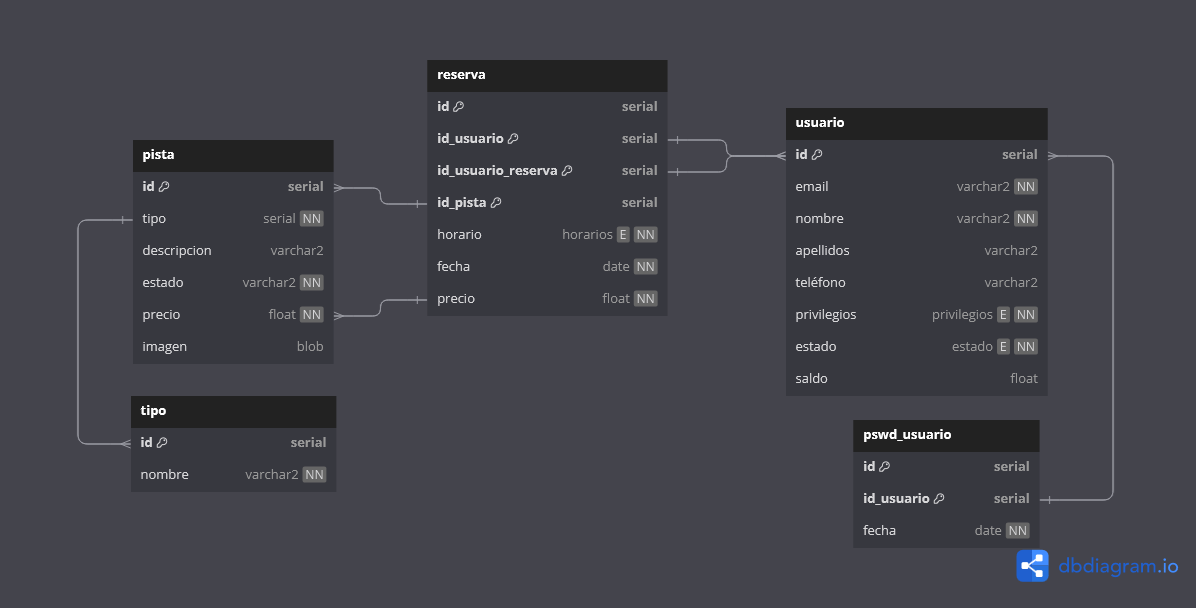 reserva
id serial
id_usuario serial
id_usuario_reserva serial
id_pista serial
horario horarios E NN
fecha date NN
precio float NN
usuario
id serial
email varchar2 NN
nombre varchar2 NN
apellidos varchar2
teléfono varchar2
privilegios privilegios E NN
estado estado E NN
saldo float
pista
id serial
tipo serial NN
descripcion varchar2
estado varchar2 NN
precio float NN
imagen blob
tipo
id serial
nombre varchar2 NN
pswd_usuario
id serial
id_usuario serial
fecha date NN
dbdiagram.io